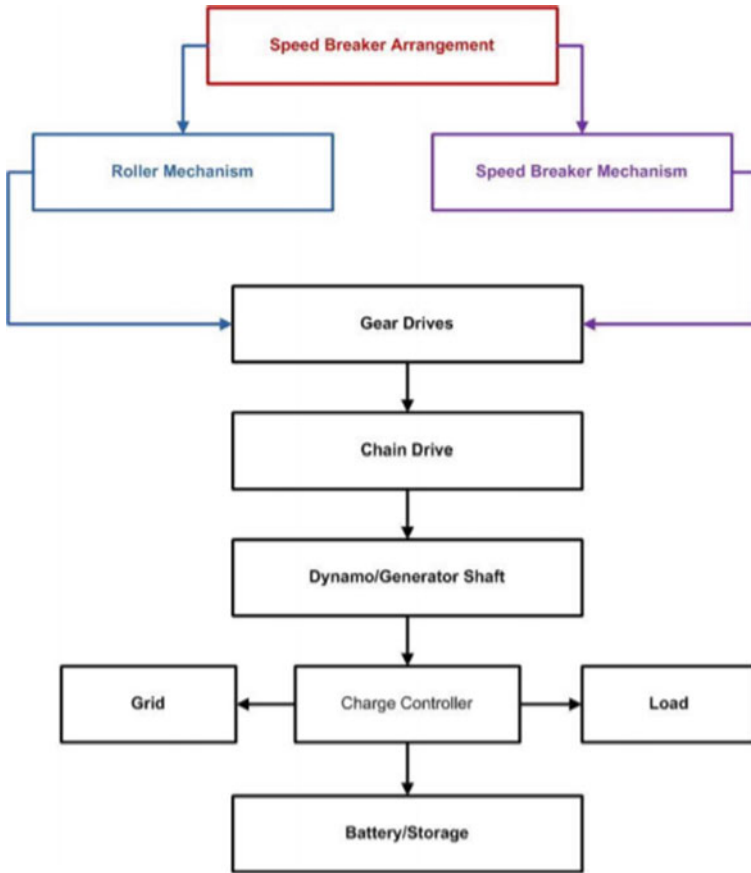 Speed Breaker Arrangement
Roller Mechanism
Speed Breaker Mechanism
Gear Drives
Chain Drive
Dynamo/Generator Shaft
Grid
Charge Controller
Load
Battery/Storage